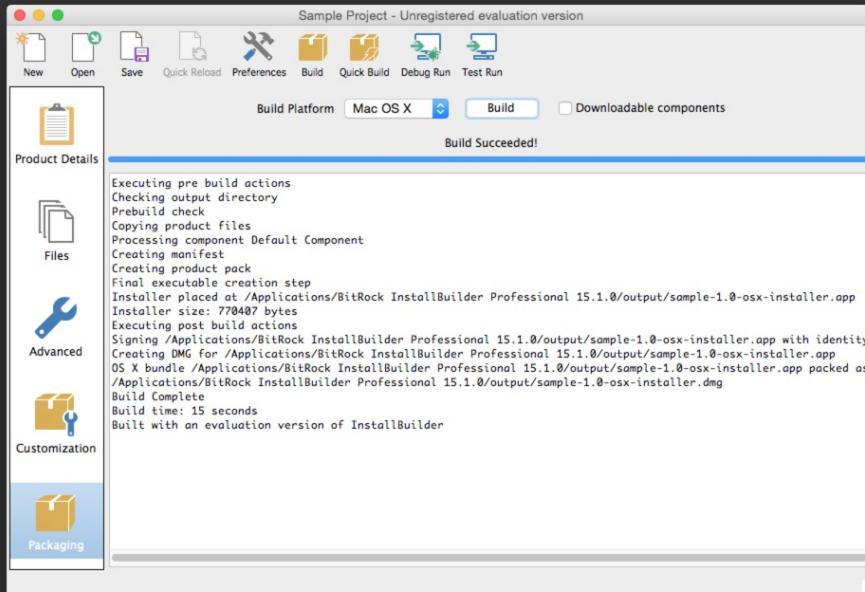 Sample Project - Unregistered evaluation version
New Open Save Quick Reload Preferences Build Quick Build Debug Run Test Run
Build Platform Mac OS X Build Downloadable components
Build Succeeded!
Product Details
Files
Advanced
Customization
Packaging
Executing pre build actions
Checking output directory
Prebuild check
Copying product files
Processing component Default Component
Creating manifest
Creating product pack
Final executable creation step
Installer placed at /Applications/BitRock InstallBuilder Professional 15.1.0/output/sample-1.0-osx-installer.app
Installer size: 770407 bytes
Executing post build actions
Signing /Applications/BitRock InstallBuilder Professional 15.1.0/output/sample-1.0-osx-installer.app with identity
Creating DMG for /Applications/BitRock InstallBuilder Professional 15.1.0/output/sample-1.0-osx-installer.app
OS X bundle /Applications/BitRock InstallBuilder Professional 15.1.0/output/sample-1.0-osx-installer.app packed as
/Applications/BitRock InstallBuilder Professional 15.1.0/output/sample-1.0-osx-installer.dmg
Build Complete
Build time: 15 seconds
Built with an evaluation version of InstallBuilder